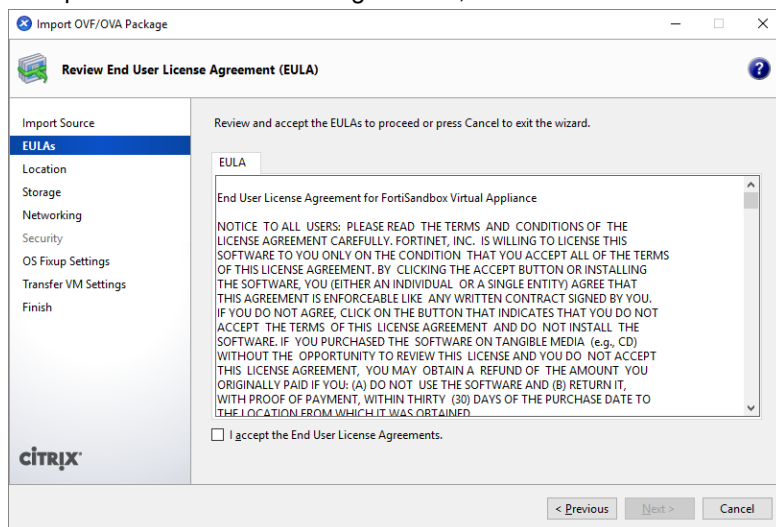 Import OVF/OVA Package
Review End User License Agreement (EULA)
Import Source
EULAs
Location
Storage
Networking
Security
OS Fixup Settings
Transfer VM Settings
Finish
Review and accept the EULAs to proceed or press Cancel to exit the wizard.
EULA
End User License Agreement for FortiSandbox Virtual Appliance
NOTICE TO ALL USERS: PLEASE READ THE TERMS AND CONDITIONS OF THE
LICENSE AGREEMENT CAREFULLY. FORTINET, INC. IS WILLING TO LICENSE THIS
SOFTWARE TO YOU ONLY ON THE CONDITION THAT YOU ACCEPT ALL OF THE TERMS
OF THIS LICENSE AGREEMENT. BY CLICKING THE ACCEPT BUTTON OR INSTALLING
THE SOFTWARE, YOU (EITHER AN INDIVIDUAL OR A SINGLE ENTITY) AGREE THAT
THIS AGREEMENT IS ENFORCEABLE LIKE ANY WRITTEN CONTRACT SIGNED BY YOU.
IF YOU DO NOT AGREE, CLICK ON THE BUTTON THAT INDICATES THAT YOU DO NOT
ACCEPT THE TERMS OF THIS LICENSE AGREEMENT AND DO NOT INSTALL THE
SOFTWARE. IF YOU PURCHASED THE SOFTWARE ON TANGIBLE MEDIA (e.g., CD)
WITHOUT THE OPPORTUNITY TO REVIEW THIS LICENSE AND YOU DO NOT ACCEPT
THIS LICENSE AGREEMENT, YOU MAY OBTAIN A REFUND OF THE AMOUNT YOU
ORIGINALLY PAID IF YOU: (A) DO NOT USE THE SOFTWARE AND (B) RETURN IT,
WITH PROOF OF PAYMENT, WITHIN THIRTY (30) DAYS OF THE PURCHASE DATE TO
THE LOCATION FROM WHICH IT WAS OBTAINED
I accept the End User License Agreements.
CITRIX
< Previous
Next >
Cancel